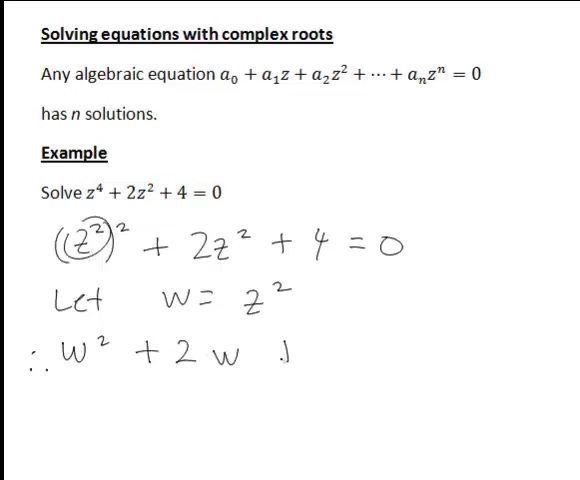 Solving equations with complex roots
Any algebraic equation a₀ + a₁z + a₂z² + ⋯ + aₙzⁿ = 0
has n solutions.
Example
Solve z⁴ + 2z² + 4 = 0
(z²)² + 2z² + 4 = 0
Let w = z²
∴ w² + 2w